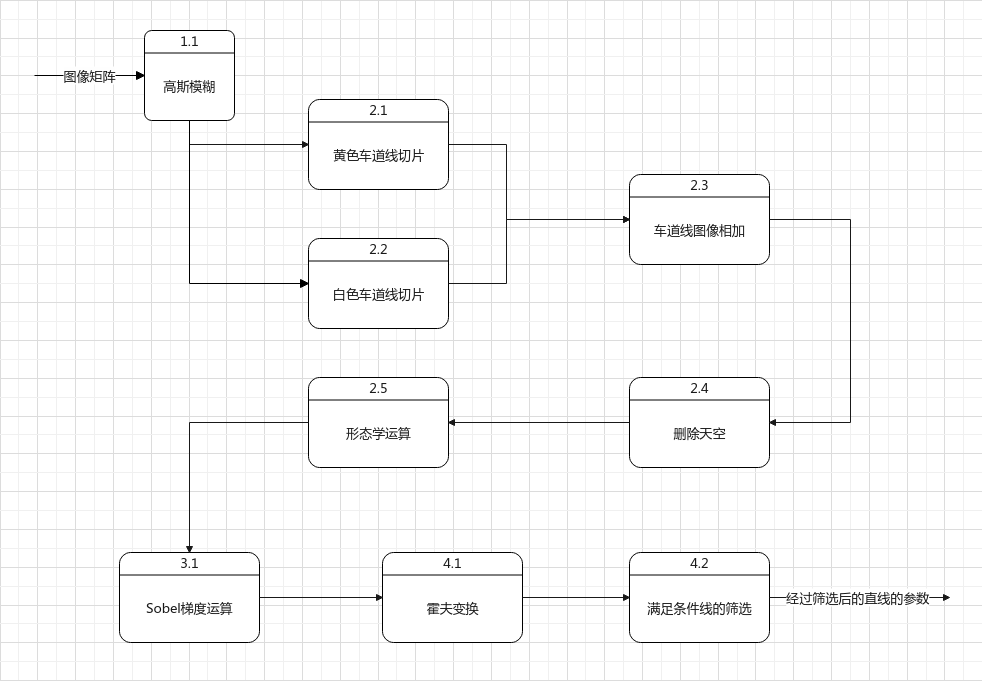 图像矩阵
1.1
高斯模糊
2.1
黄色车道线切片
2.2
白色车道线切片
2.3
车道线图像相加
2.4
删除天空
2.5
形态学运算
3.1
Sobel梯度运算
4.1
霍夫变换
4.2
满足条件线的筛选
经过筛选后的直线的参数